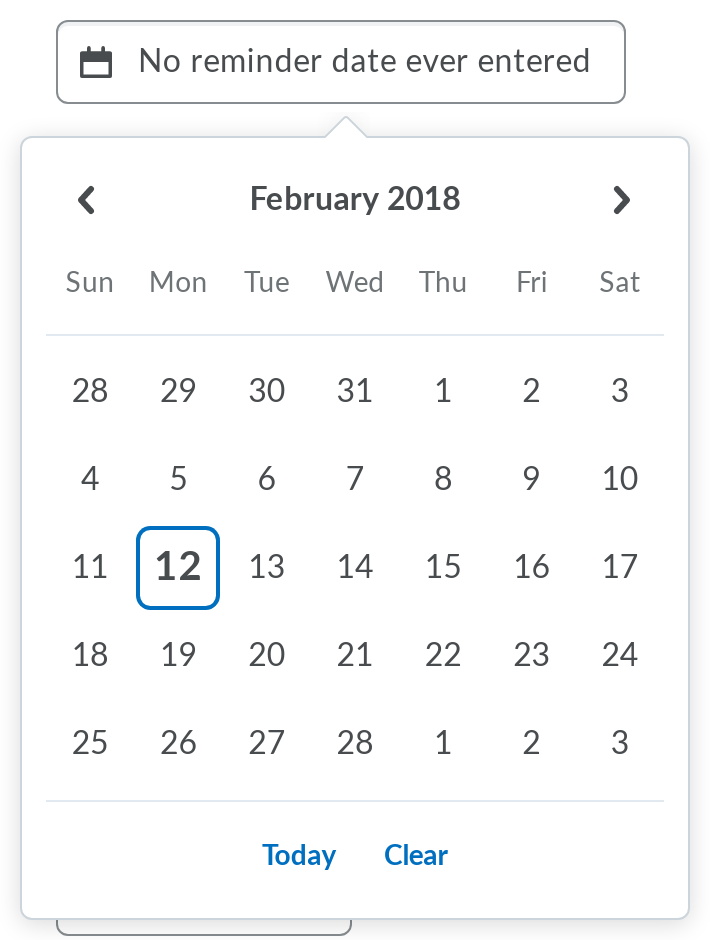 No reminder date ever entered
February 2018
Sun Mon Tue Wed Thu Fri Sat
28 29 30 31 1 2 3
4 5 6 7 8 9 10
11 12 13 14 15 16 17
18 19 20 21 22 23 24
25 26 27 28 1 2 3
Today Clear